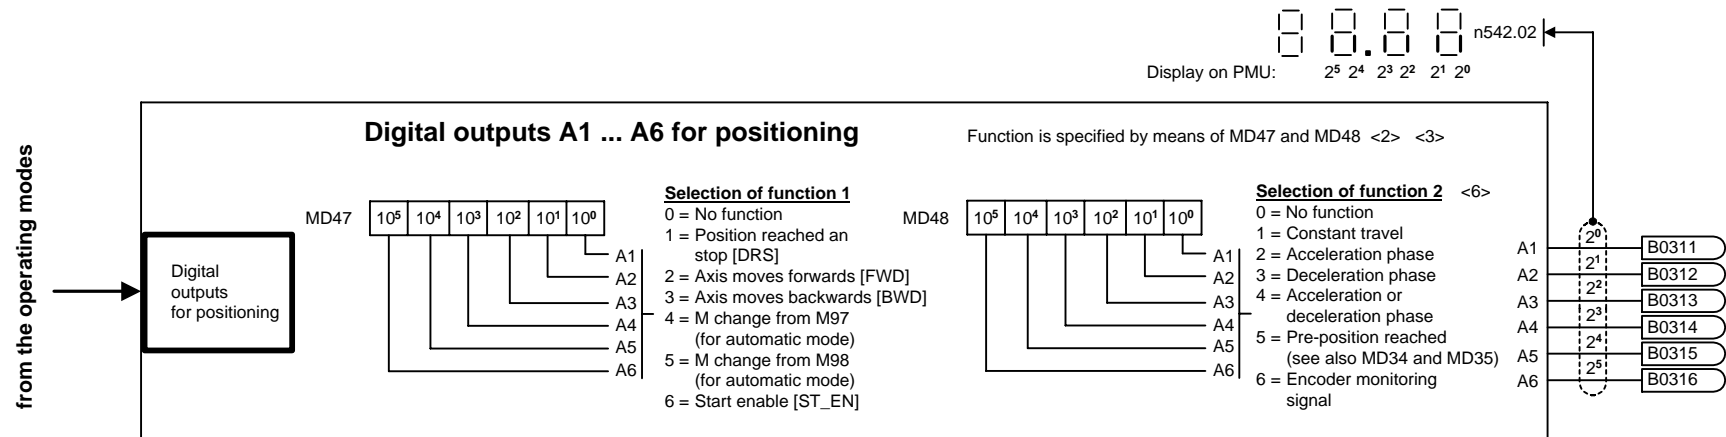 n542.02
Display on PMU: 2⁵ 2⁴ 2³ 2² 2¹ 2⁰
from the operating modes
Digital outputs A1 ... A6 for positioning
Function is specified by means of MD47 and MD48 <2> <3>
Digital
outputs
for positioning
MD47 10⁵ 10⁴ 10³ 10² 10¹ 10⁰
A1
A2
A3
A4
A5
A6
Selection of function 1
0 = No function
1 = Position reached an
stop [DRS]
2 = Axis moves forwards [FWD]
3 = Axis moves backwards [BWD]
4 = M change from M97
(for automatic mode)
5 = M change from M98
(for automatic mode)
6 = Start enable [ST_EN]
MD48 10⁵ 10⁴ 10³ 10² 10¹ 10⁰
A1
A2
A3
A4
A5
A6
Selection of function 2 <6>
0 = No function
1 = Constant travel
2 = Acceleration phase
3 = Deceleration phase
4 = Acceleration or
deceleration phase
5 = Pre-position reached
(see also MD34 and MD35)
6 = Encoder monitoring
signal
A1 2⁰ B0311
A2 2¹ B0312
A3 2² B0313
A4 2³ B0314
A5 2⁴ B0315
A6 2⁵ B0316